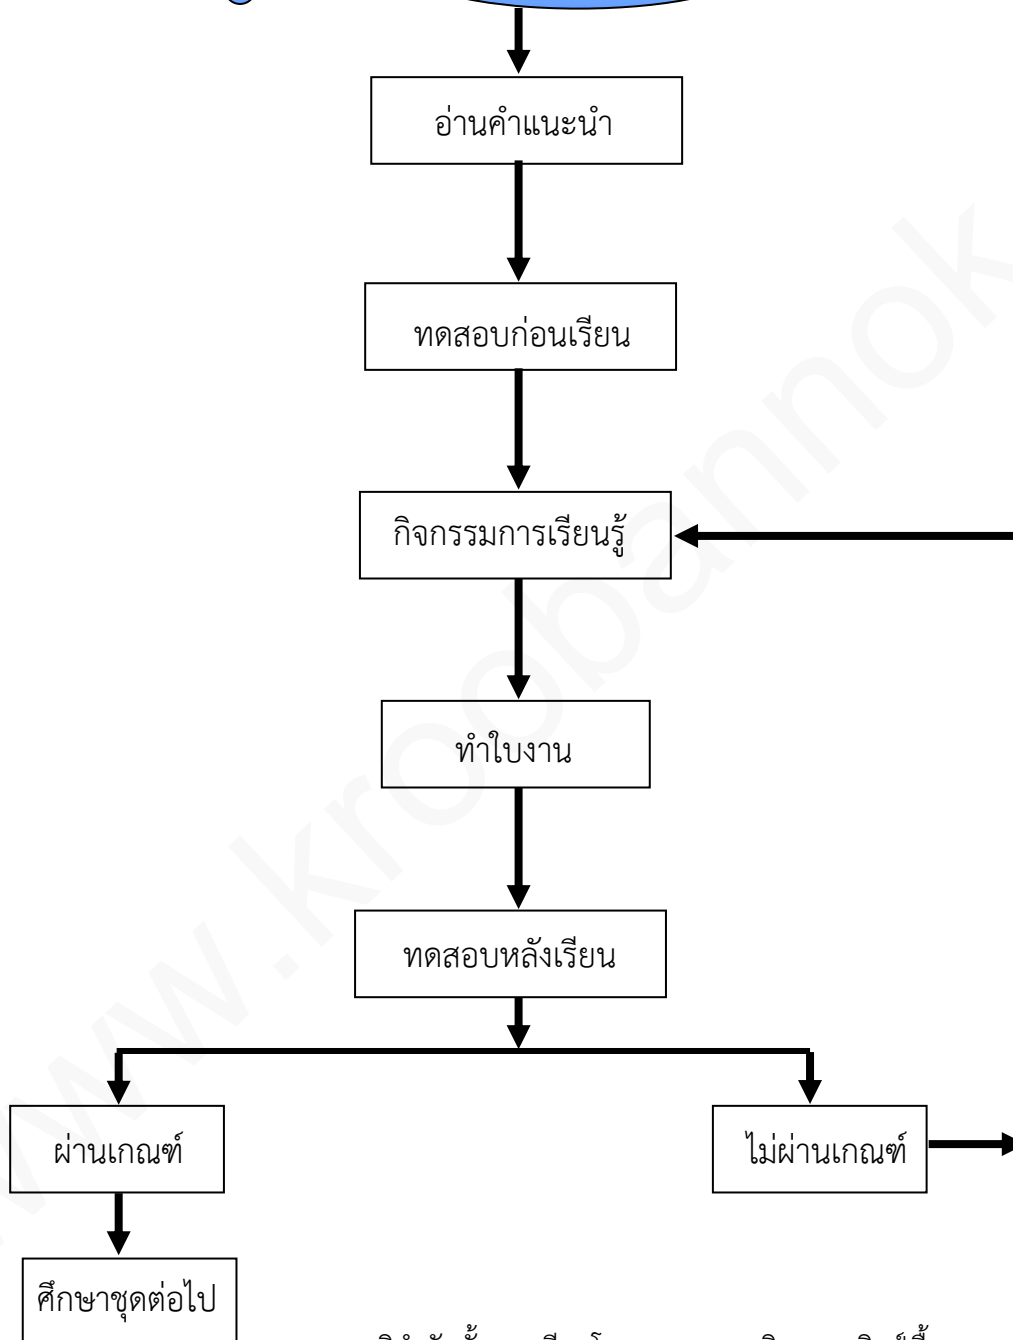 อ่านคำแนะนำ
ทดสอบก่อนเรียน
กิจกรรมการเรียนรู้
ทำใบงาน
ทดสอบหลังเรียน
ผ่านเกณฑ์
ไม่ผ่านเกณฑ์
ศึกษาชุดต่อไป
www.kroobannok